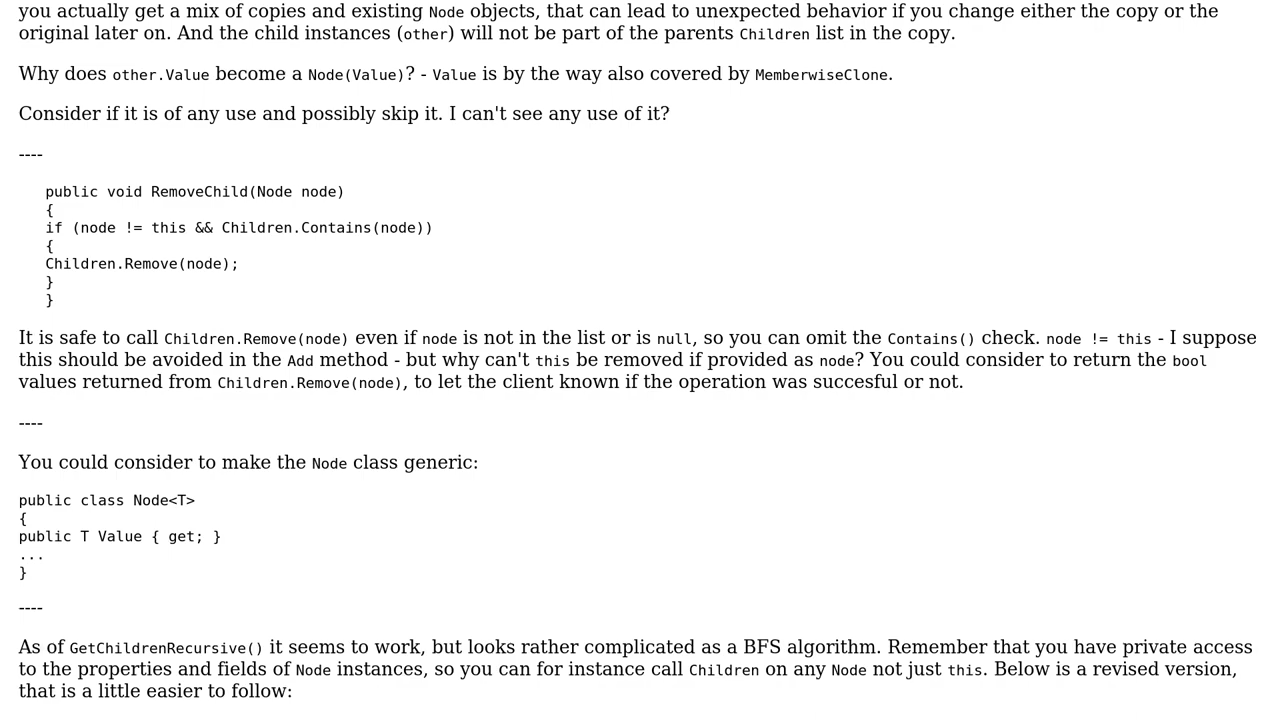 you actually get a mix of copies and existing Node objects, that can lead to unexpected behavior if you change either the copy or the
original later on. And the child instances (other) will not be part of the parents Children list in the copy.
Why does other.Value become a Node(Value)? - Value is by the way also covered by MemberwiseClone.
Consider if it is of any use and possibly skip it. I can't see any use of it?
----
public void RemoveChild(Node node)
{
if (node != this && Children.Contains(node))
{
Children.Remove(node);
}
}
It is safe to call Children.Remove(node) even if node is not in the list or is null, so you can omit the Contains() check. node != this - I suppose
this should be avoided in the Add method - but why can't this be removed if provided as node? You could consider to return the bool
values returned from Children.Remove(node), to let the client known if the operation was succesful or not.
----
You could consider to make the Node class generic:
public class Node<T>
{
public T Value { get; }
...
}
----
As of GetChildrenRecursive() it seems to work, but looks rather complicated as a BFS algorithm. Remember that you have private access
to the properties and fields of Node instances, so you can for instance call Children on any Node not just this. Below is a revised version,
that is a little easier to follow: